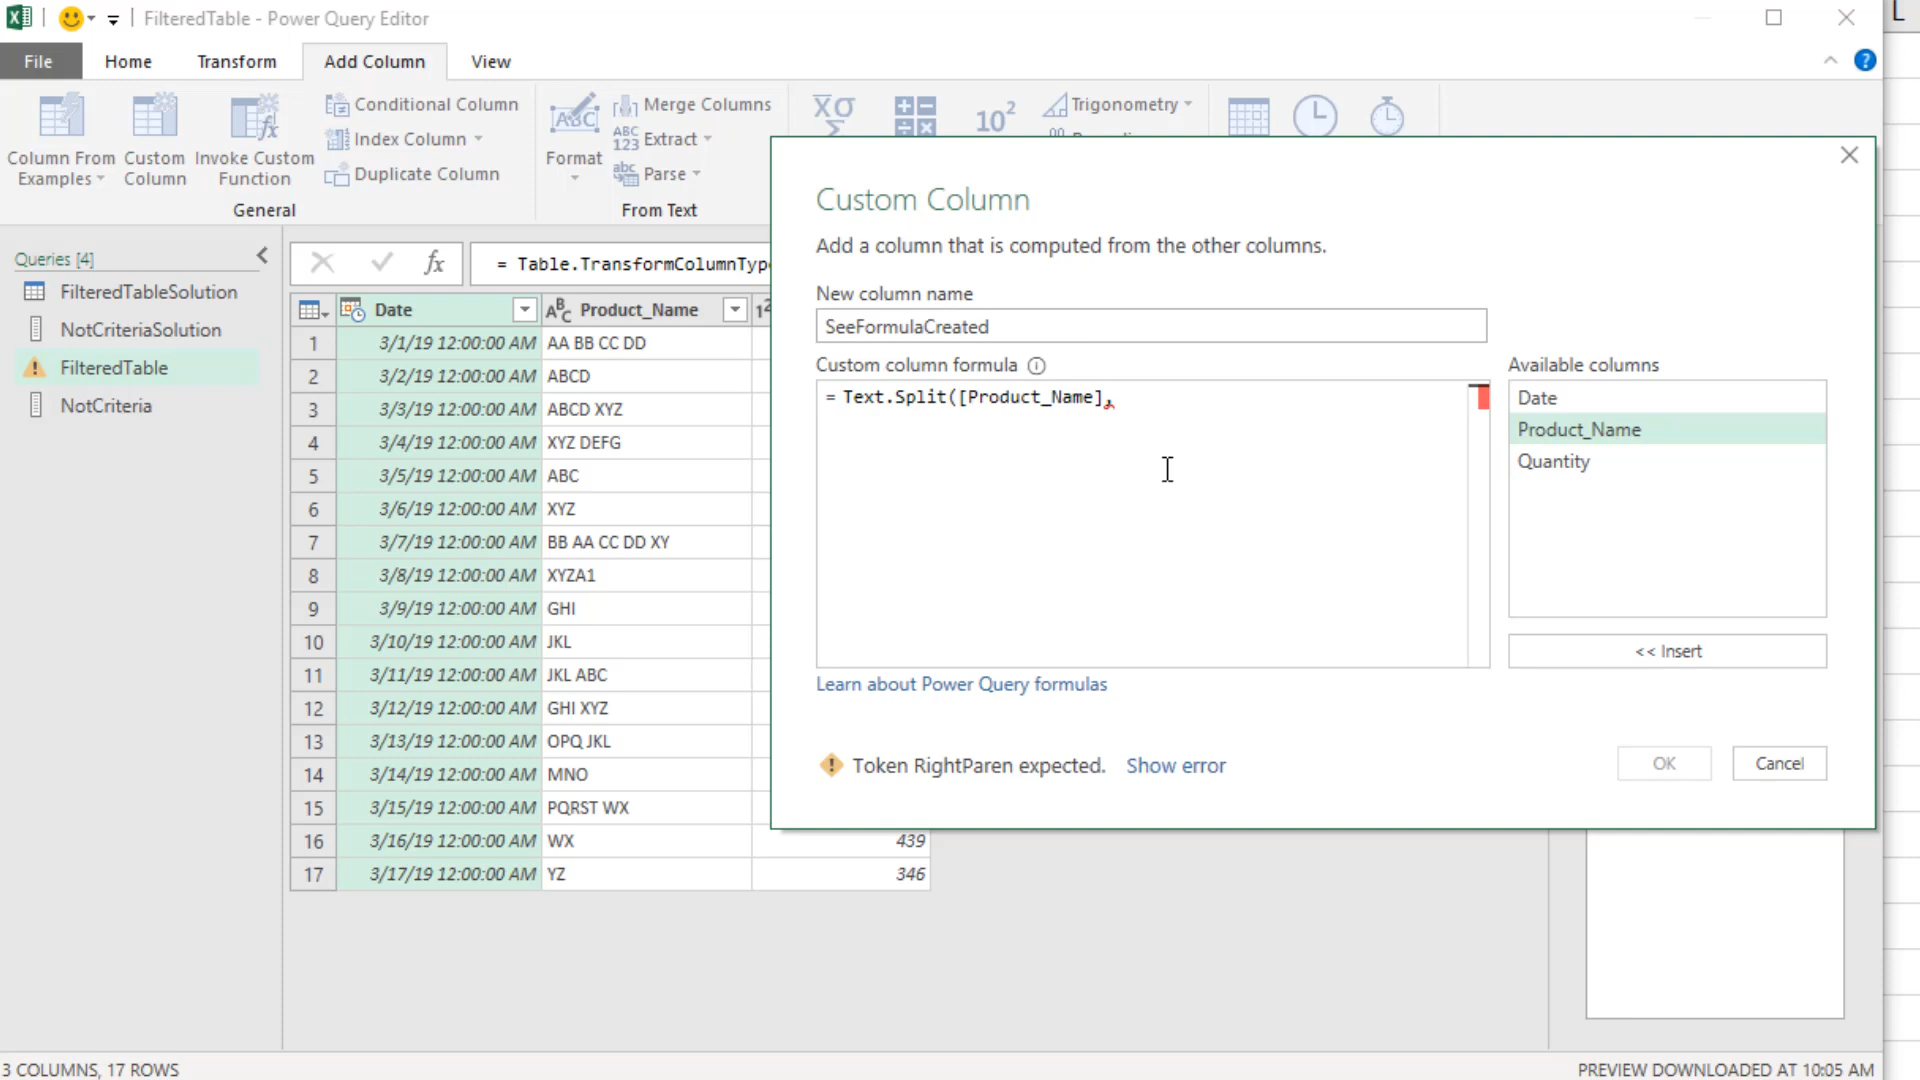 FilteredTable - Power Query Editor
L
File
Home
Transform
Add Column
View
Column From
Examples
Custom
Column
Invoke Custom
Function
Conditional Column
Index Column
Duplicate Column
General
Format
Merge Columns
Extract
Parse
From Text
Trigonometry
Custom Column
Add a column that is computed from the other columns.
New column name
SeeFormulaCreated
Custom column formula
Available columns
= Text.Split([Product_Name],
Date
Product_Name
Quantity
<< Insert
Learn about Power Query formulas
Token RightParen expected. Show error
OK
Cancel
Queries [4]
FilteredTableSolution
NotCriteriaSolution
FilteredTable
NotCriteria
= Table.TransformColumnType
Date Product_Name
1 3/1/19 12:00:00 AM AA BB CC DD
2 3/2/19 12:00:00 AM ABCD
3 3/3/19 12:00:00 AM ABCD XYZ
4 3/4/19 12:00:00 AM XYZ DEFG
5 3/5/19 12:00:00 AM ABC
6 3/6/19 12:00:00 AM XYZ
7 3/7/19 12:00:00 AM BB AA CC DD XY
8 3/8/19 12:00:00 AM XYZA1
9 3/9/19 12:00:00 AM GHI
10 3/10/19 12:00:00 AM JKL
11 3/11/19 12:00:00 AM JKL ABC
12 3/12/19 12:00:00 AM GHI XYZ
13 3/13/19 12:00:00 AM OPQ JKL
14 3/14/19 12:00:00 AM MNO
15 3/15/19 12:00:00 AM PQRST WX
16 3/16/19 12:00:00 AM WX 439
17 3/17/19 12:00:00 AM YZ 346
3 COLUMNS, 17 ROWS
PREVIEW DOWNLOADED AT 10:05 AM